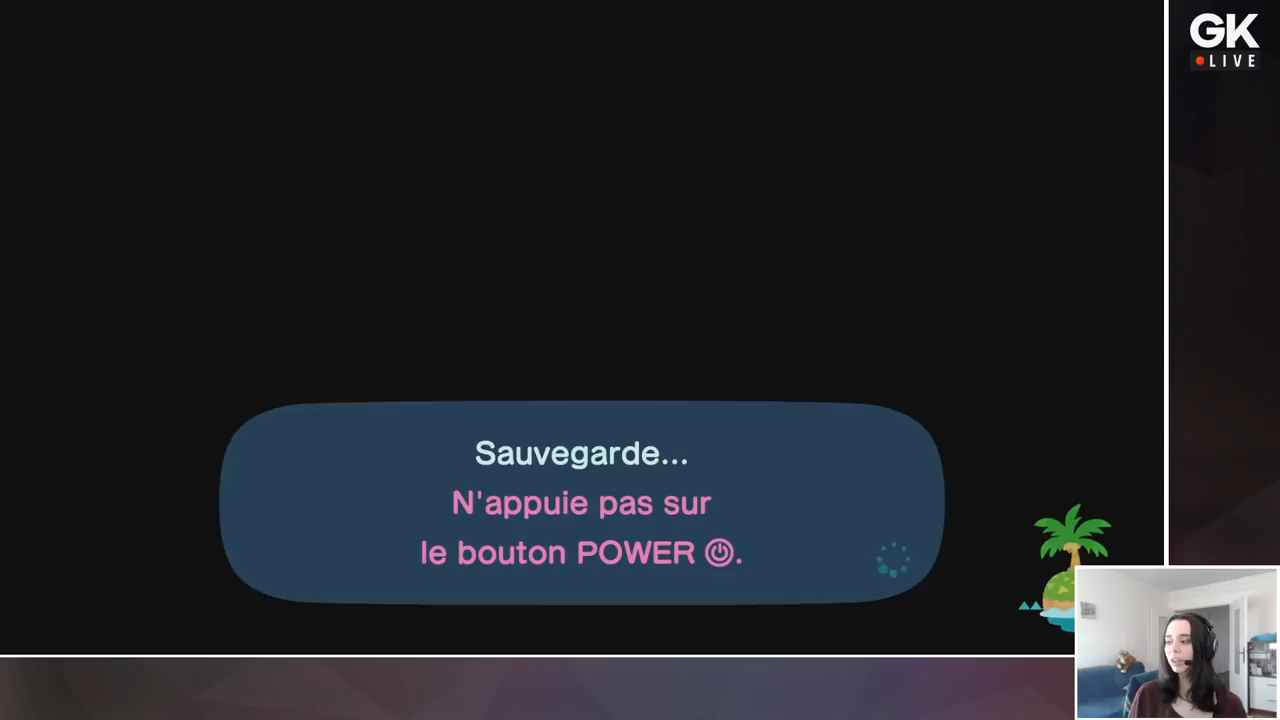 GK
LIVE
Sauvegarde...
N'appuie pas sur
le bouton POWER ⏻.